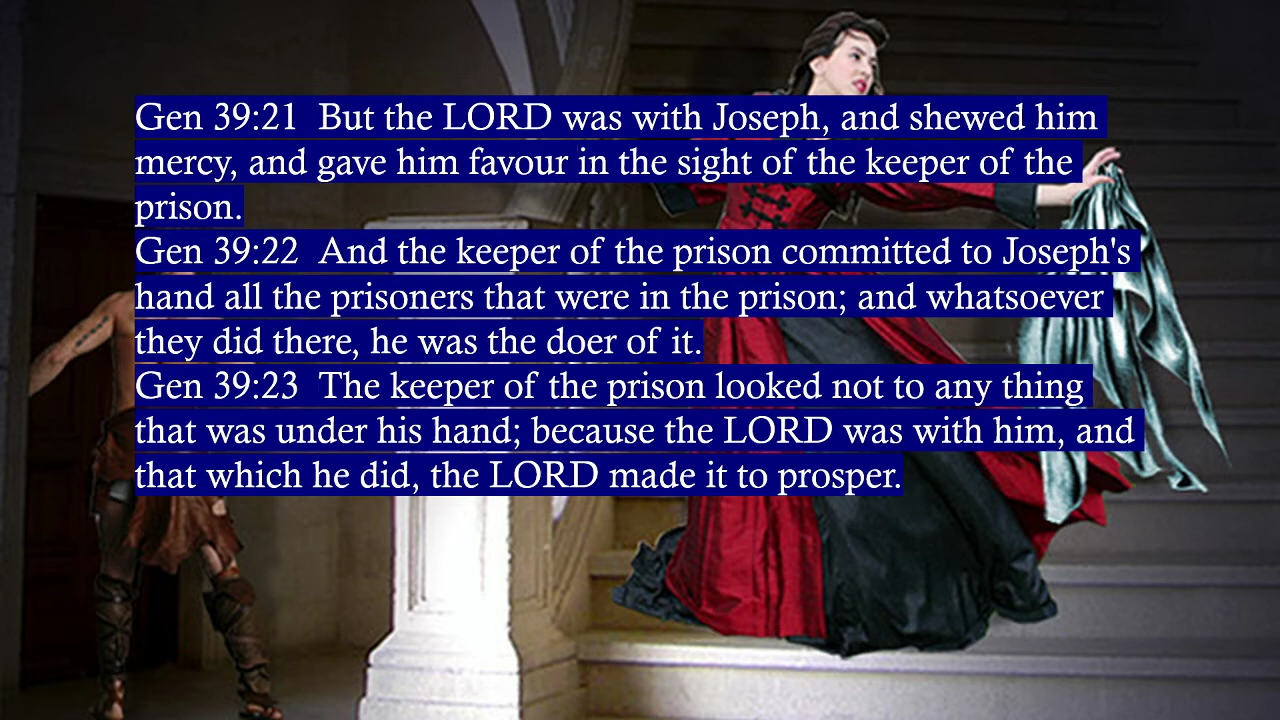 Gen 39:21  But the LORD was with Joseph, and shewed him
mercy, and gave him favour in the sight of the keeper of the
prison.
Gen 39:22  And the keeper of the prison committed to Joseph's
hand all the prisoners that were in the prison; and whatsoever
they did there, he was the doer of it.
Gen 39:23  The keeper of the prison looked not to any thing
that was under his hand; because the LORD was with him, and
that which he did, the LORD made it to prosper.